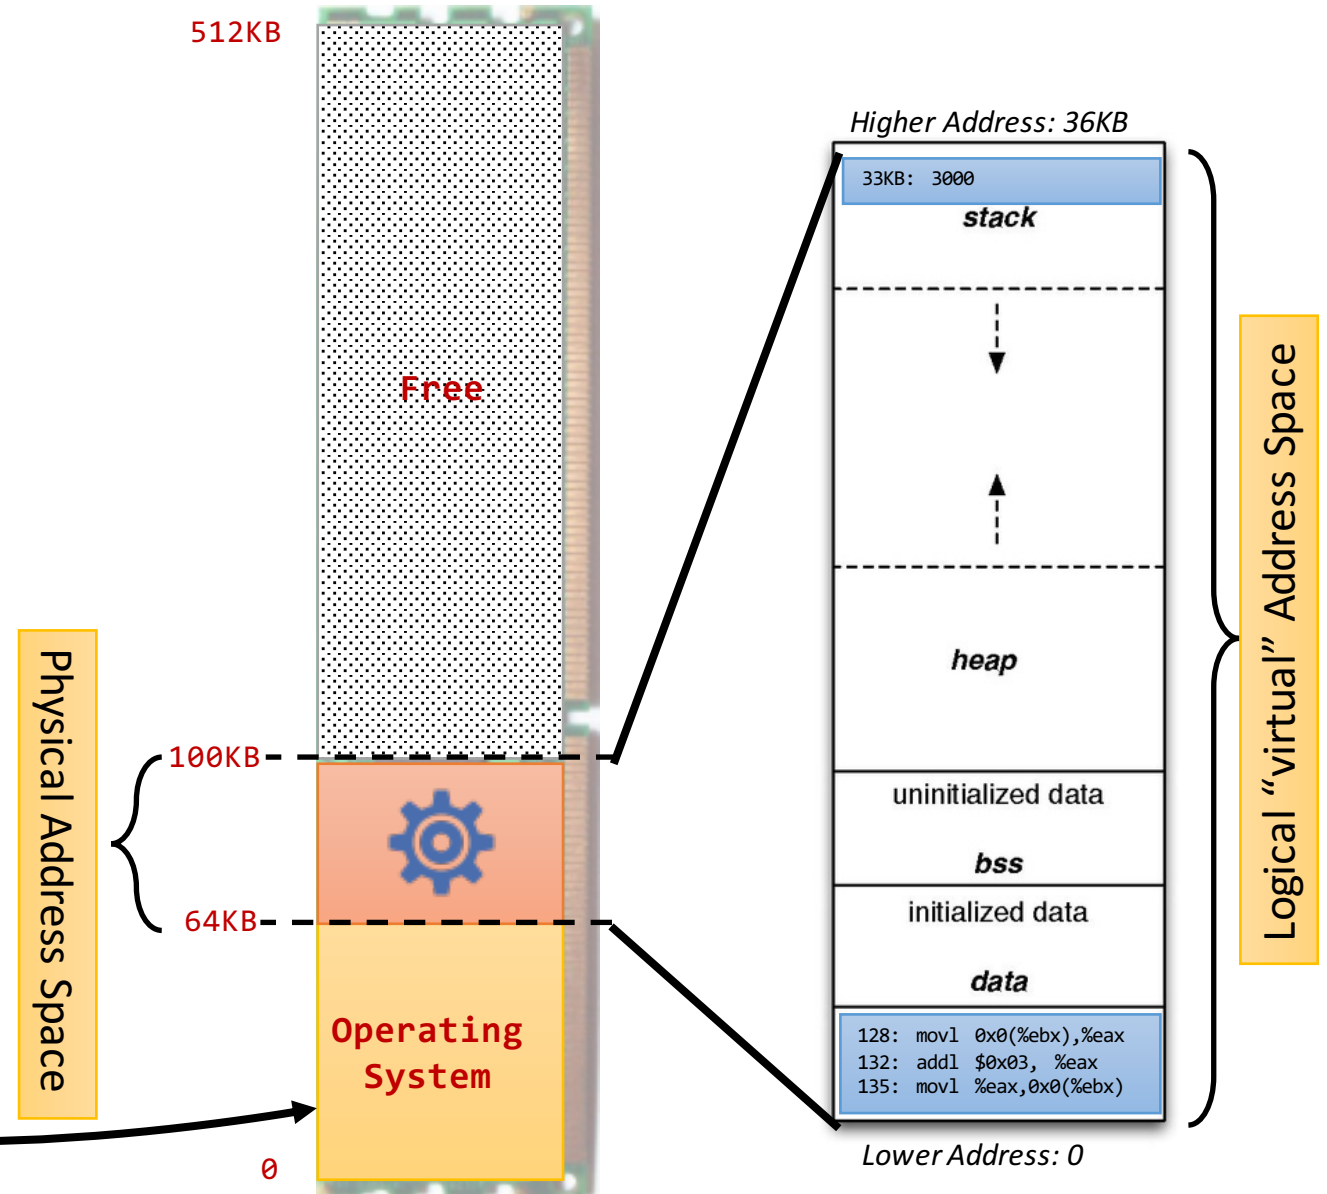 512KB
Free
Physical Address Space
100KB
64KB
Operating
System
0
Higher Address: 36KB
33KB: 3000
stack
heap
uninitialized data
bss
initialized data
data
128: movl 0x0(%ebx),%eax
132: addl $0x03, %eax
135: movl %eax,0x0(%ebx)
Lower Address: 0
Logical “virtual” Address Space